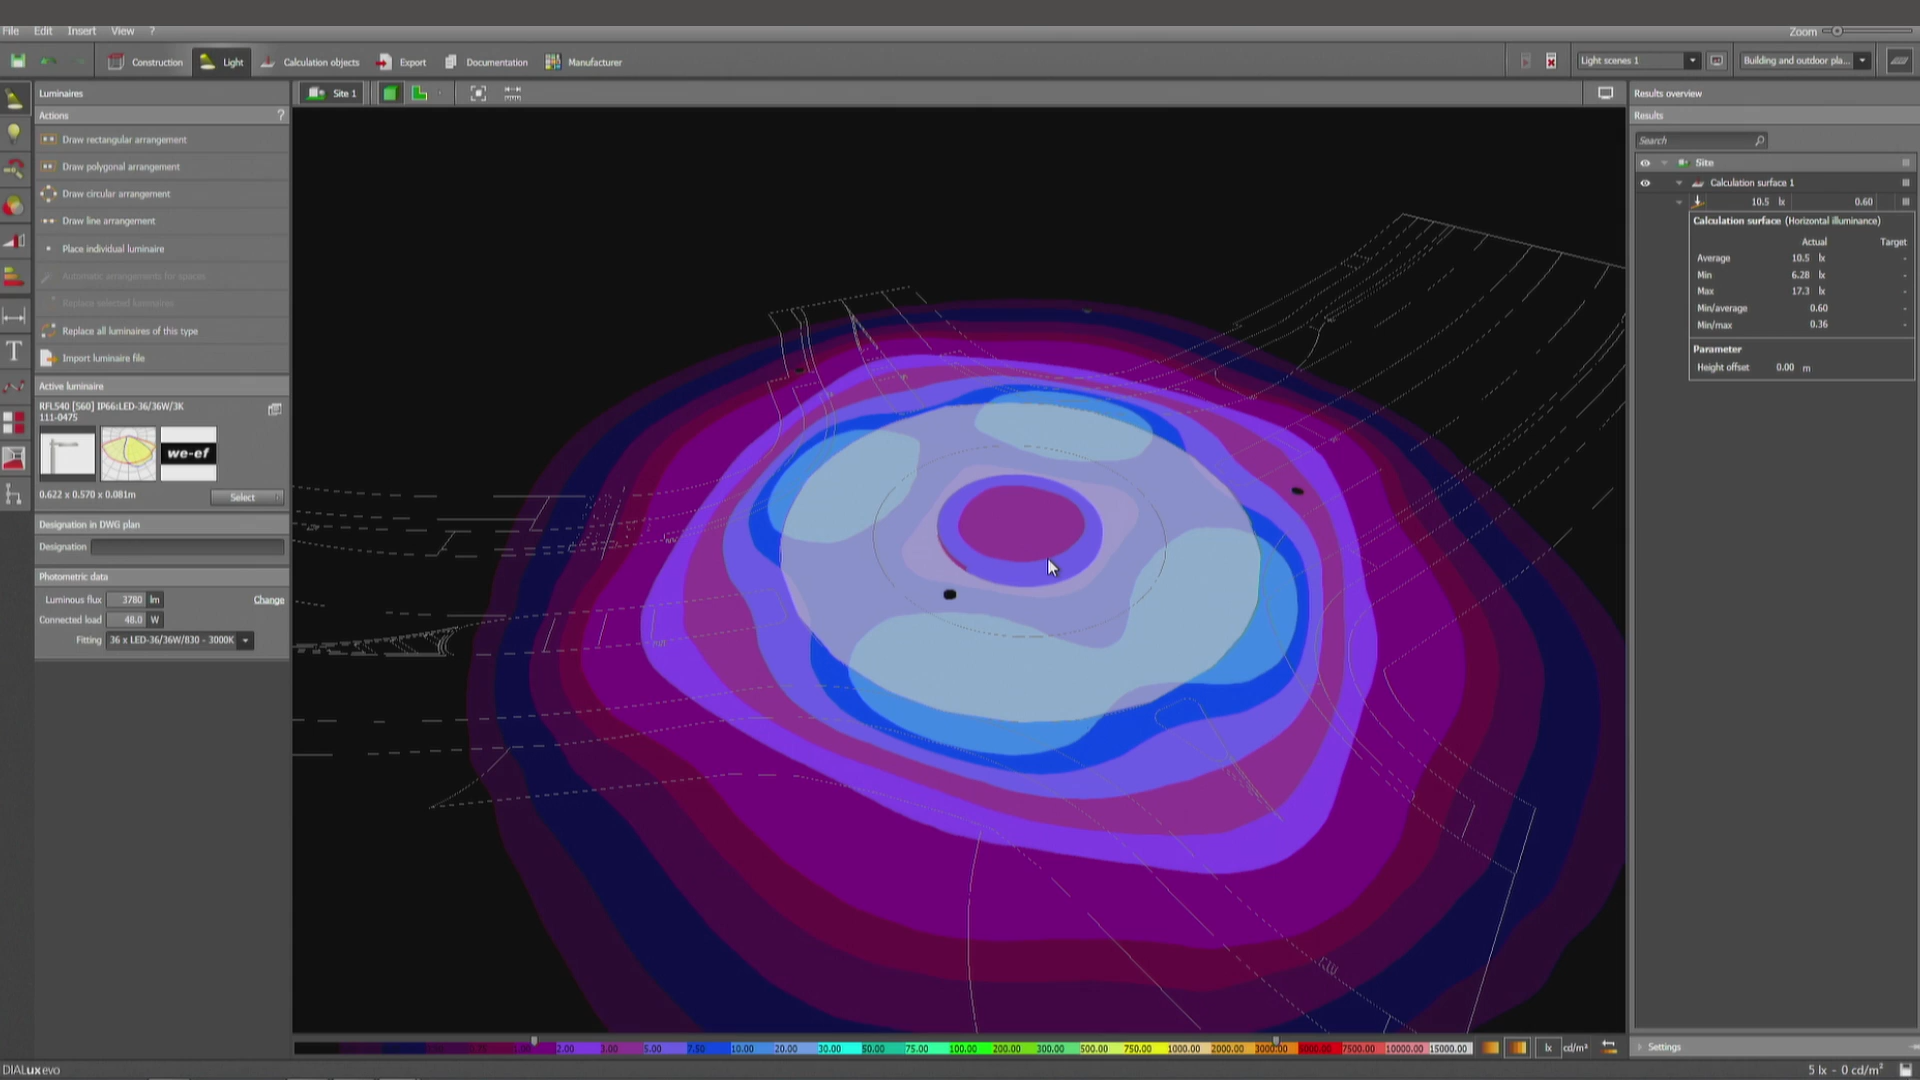 File Edit Insert View ?
Zoom
Construction Light Calculation objects Export Documentation Manufacturer
Light scenes 1
Building and outdoor pla...
Luminaires
Actions ?
Draw rectangular arrangement
Draw polygonal arrangement
Draw circular arrangement
Draw line arrangement
Place individual luminaire
Automatic arrangements for spaces
Replace selected luminaires
Replace all luminaires of this type
Import luminaire file
Active luminaire
RFL540 [S60] IP66:LED-36/36W/3K
111-0475
we-ef
0.622 x 0.570 x 0.081m
Select
Designation in DWG plan
Designation
Photometric data
Luminous flux 3780 lm Change
Connected load 48.0 W
Fitting 36 x LED-36/36W/830 - 3000K
Site 1
Results overview
Results
Search
Site
Calculation surface 1
10.5 lx 0.60
Calculation surface (Horizontal illuminance)
Actual Target
Average 10.5 lx -
Min 6.28 lx -
Max 17.3 lx -
Min/average 0.60 -
Min/max 0.36 -
Parameter
Height offset 0.00 m
2.00 3.00 5.00 7.50 10.00 20.00 30.00 50.00 75.00 100.00 200.00 300.00 500.00 750.00 1000.00 2000.00 3000.00 5000.00 7500.00 10000.00 15000.00
lx cd/m²
Settings
DIALux evo
5 lx - 0 cd/m²